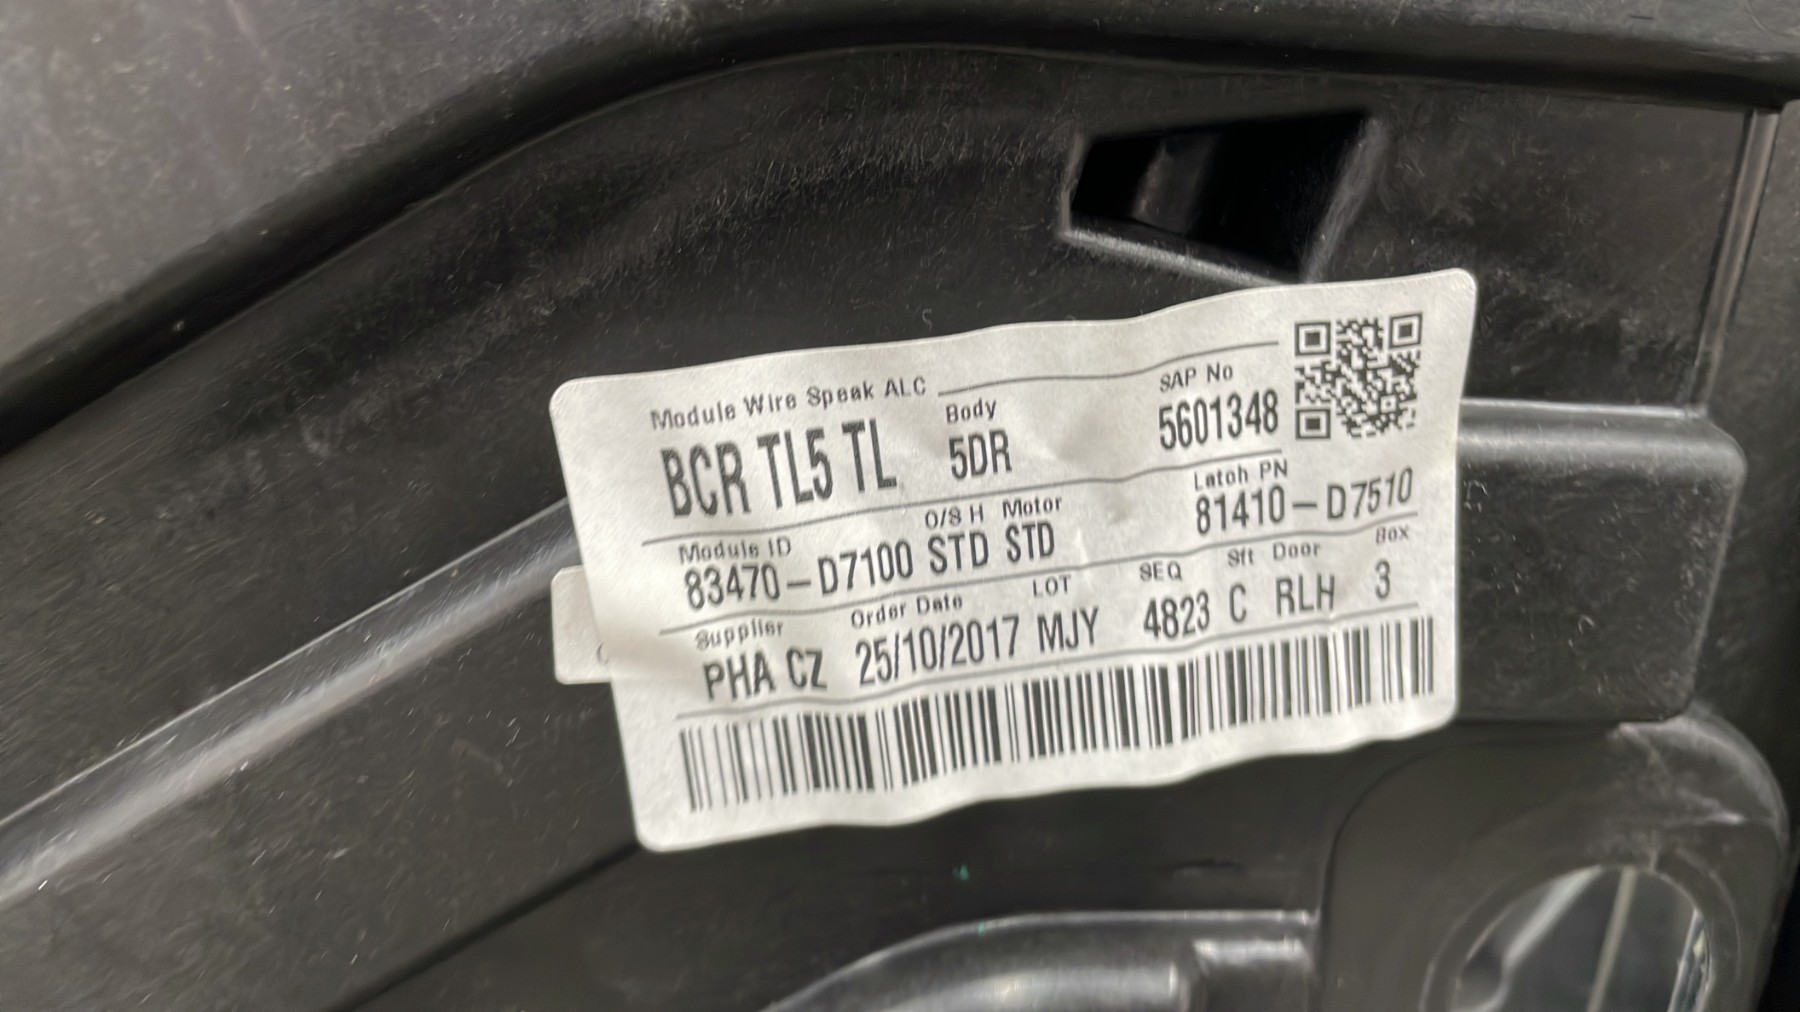 Module Wire Speak ALC Body SAP No
BCR TL5 TL 5DR 5601348
Module ID O/S H Motor Latch PN
83470-D7100 STD STD 81410-D7510
Supplier Order Date LOT SEQ Sft Door Box
PHA CZ 25/10/2017 MJY 4823 C RLH 3